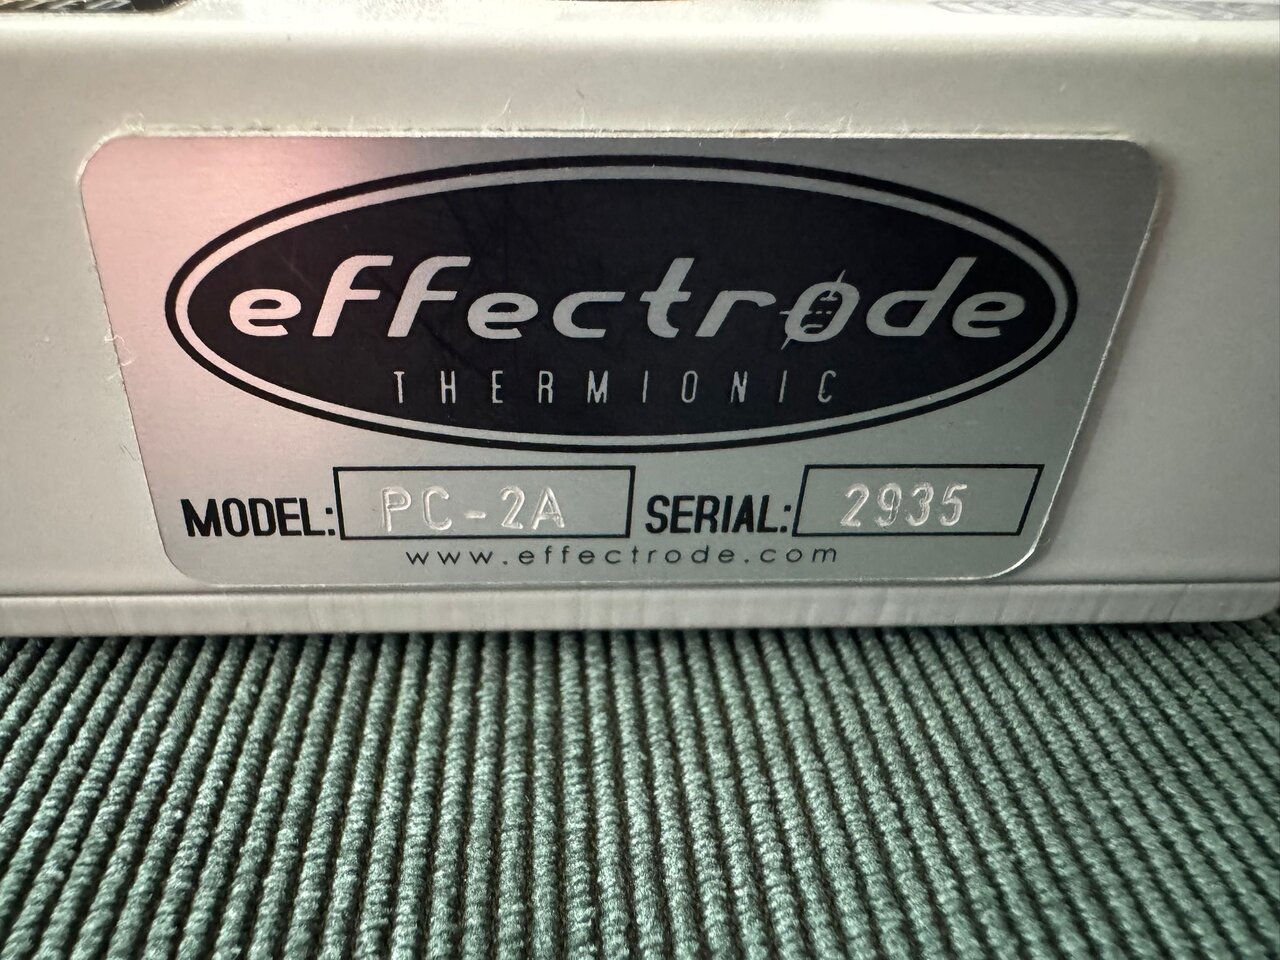 effectrode
THERMIONIC
MODEL: PC-2A SERIAL: 2935
www.effectrode.com